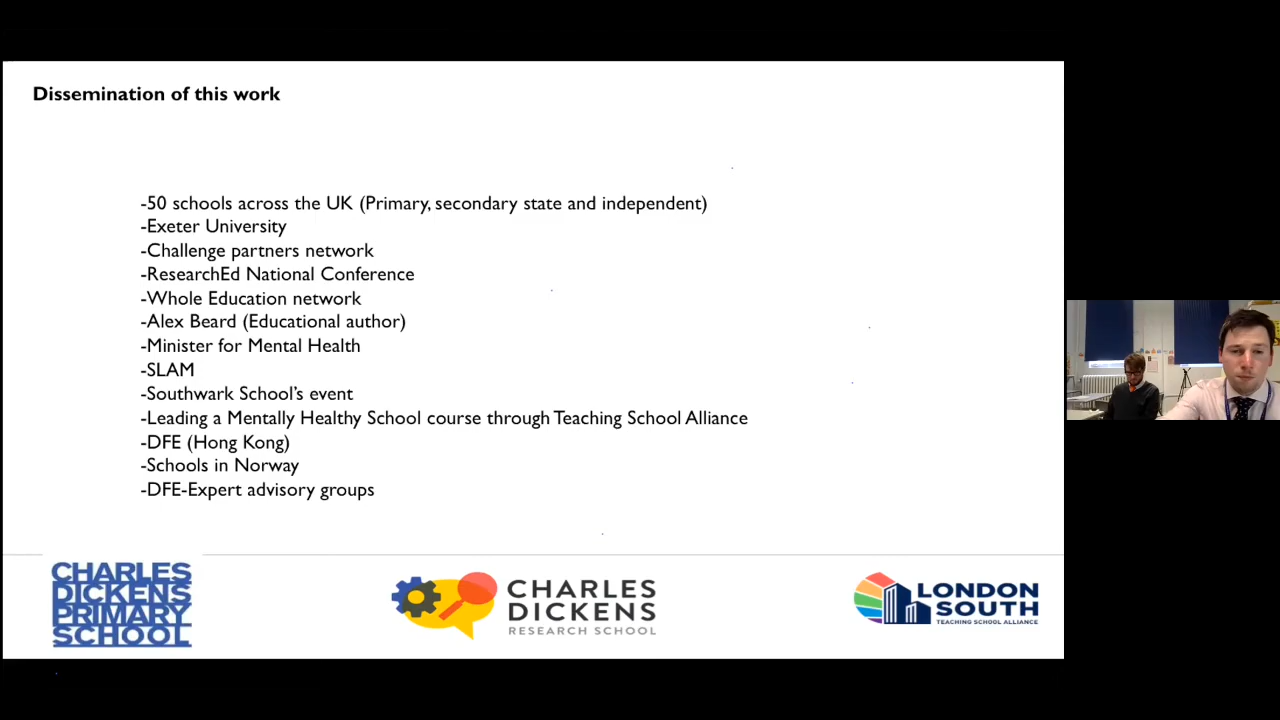 Dissemination of this work
-50 schools across the UK (Primary, secondary state and independent)
-Exeter University
-Challenge partners network
-ResearchEd National Conference
-Whole Education network
-Alex Beard (Educational author)
-Minister for Mental Health
-SLAM
-Southwark School’s event
-Leading a Mentally Healthy School course through Teaching School Alliance
-DFE (Hong Kong)
-Schools in Norway
-DFE-Expert advisory groups
CHARLES
DICKENS
PRIMARY
SCHOOL
CHARLES
DICKENS
RESEARCH SCHOOL
LONDON
SOUTH
TEACHING SCHOOL ALLIANCE